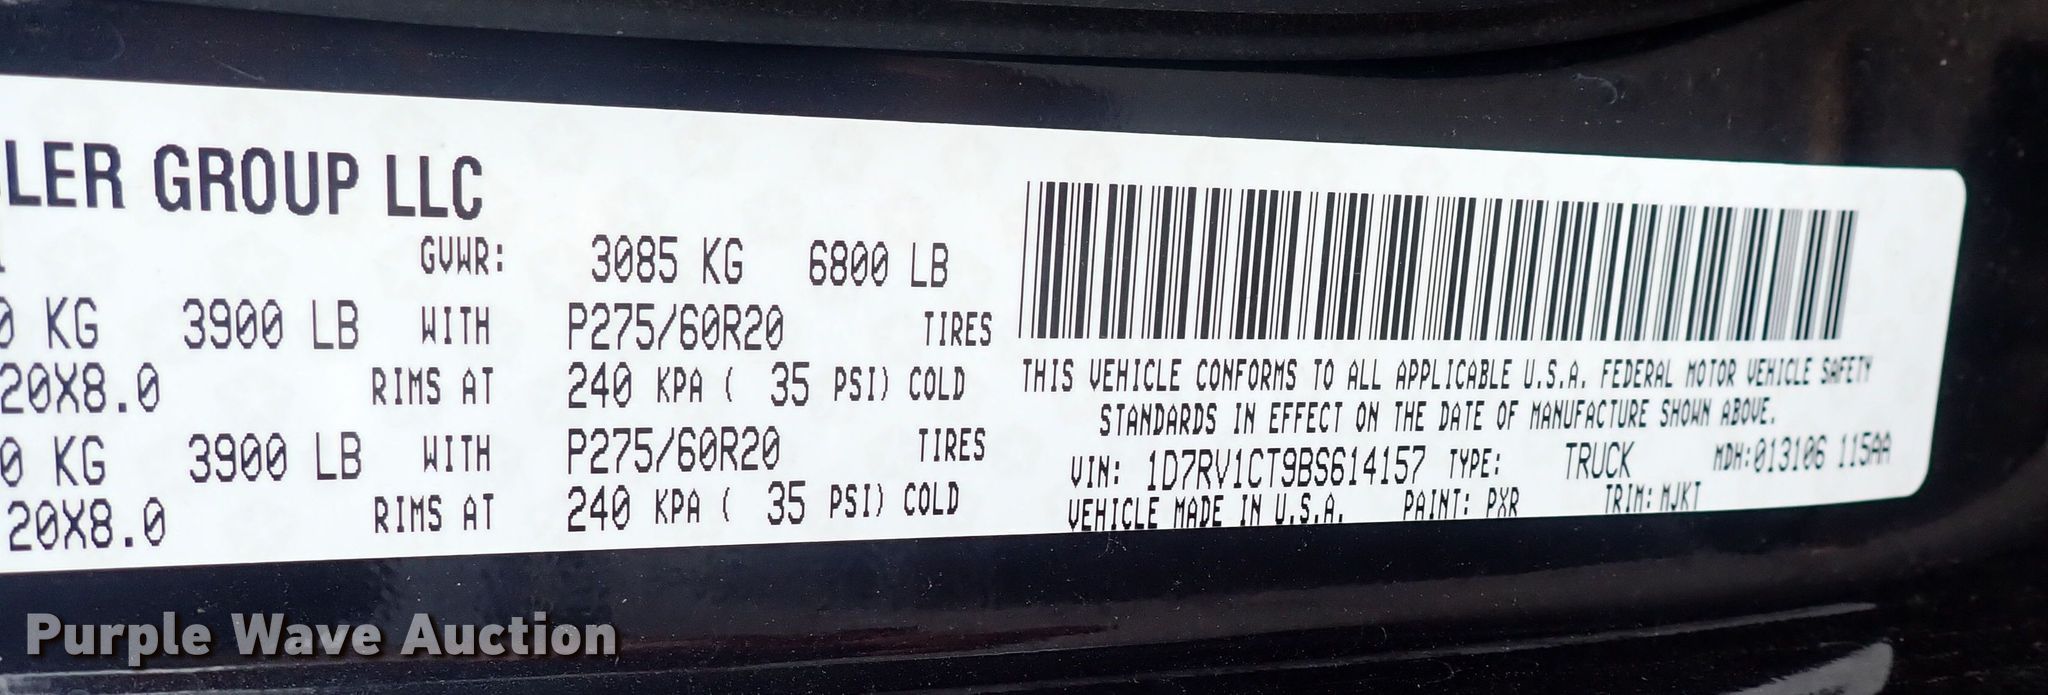 LER GROUP LLC
GVWR: 3085 KG 6800 LB
0 KG 3900 LB WITH P275/60R20 TIRES
20X8.0 RIMS AT 240 KPA ( 35 PSI) COLD
0 KG 3900 LB WITH P275/60R20 TIRES
20X8.0 RIMS AT 240 KPA ( 35 PSI) COLD
THIS VEHICLE CONFORMS TO ALL APPLICABLE U.S.A. FEDERAL MOTOR VEHICLE SAFETY
STANDARDS IN EFFECT ON THE DATE OF MANUFACTURE SHOWN ABOVE.
VIN: 1D7RV1CT9BS614157 TYPE: TRUCK MDH:013106 115AA
VEHICLE MADE IN U.S.A. PAINT: PXR TRIM: MJKT
Purple Wave Auction